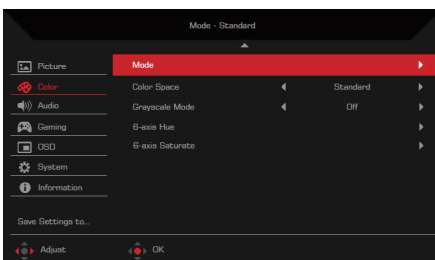 Mode - Standard
Picture
Mode
Color
Color Space Standard
Audio
Grayscale Mode Off
Gaming
6-axis Hue
OSD
6-axis Saturate
System
Information
Save Settings to...
Adjust OK